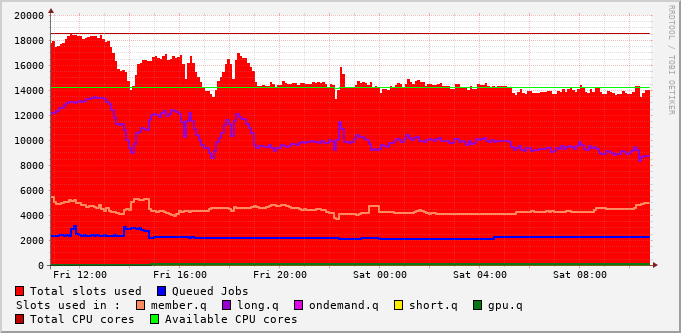 20000
18000
16000
14000
12000
10000
8000
6000
4000
2000
0
Fri 12:00 Fri 16:00 Fri 20:00 Sat 00:00 Sat 04:00 Sat 08:00
RRDTOOL / TOBI OETIKER
Total slots used Queued Jobs
Slots used in : member.q long.q ondemand.q short.q gpu.q
Total CPU cores Available CPU cores